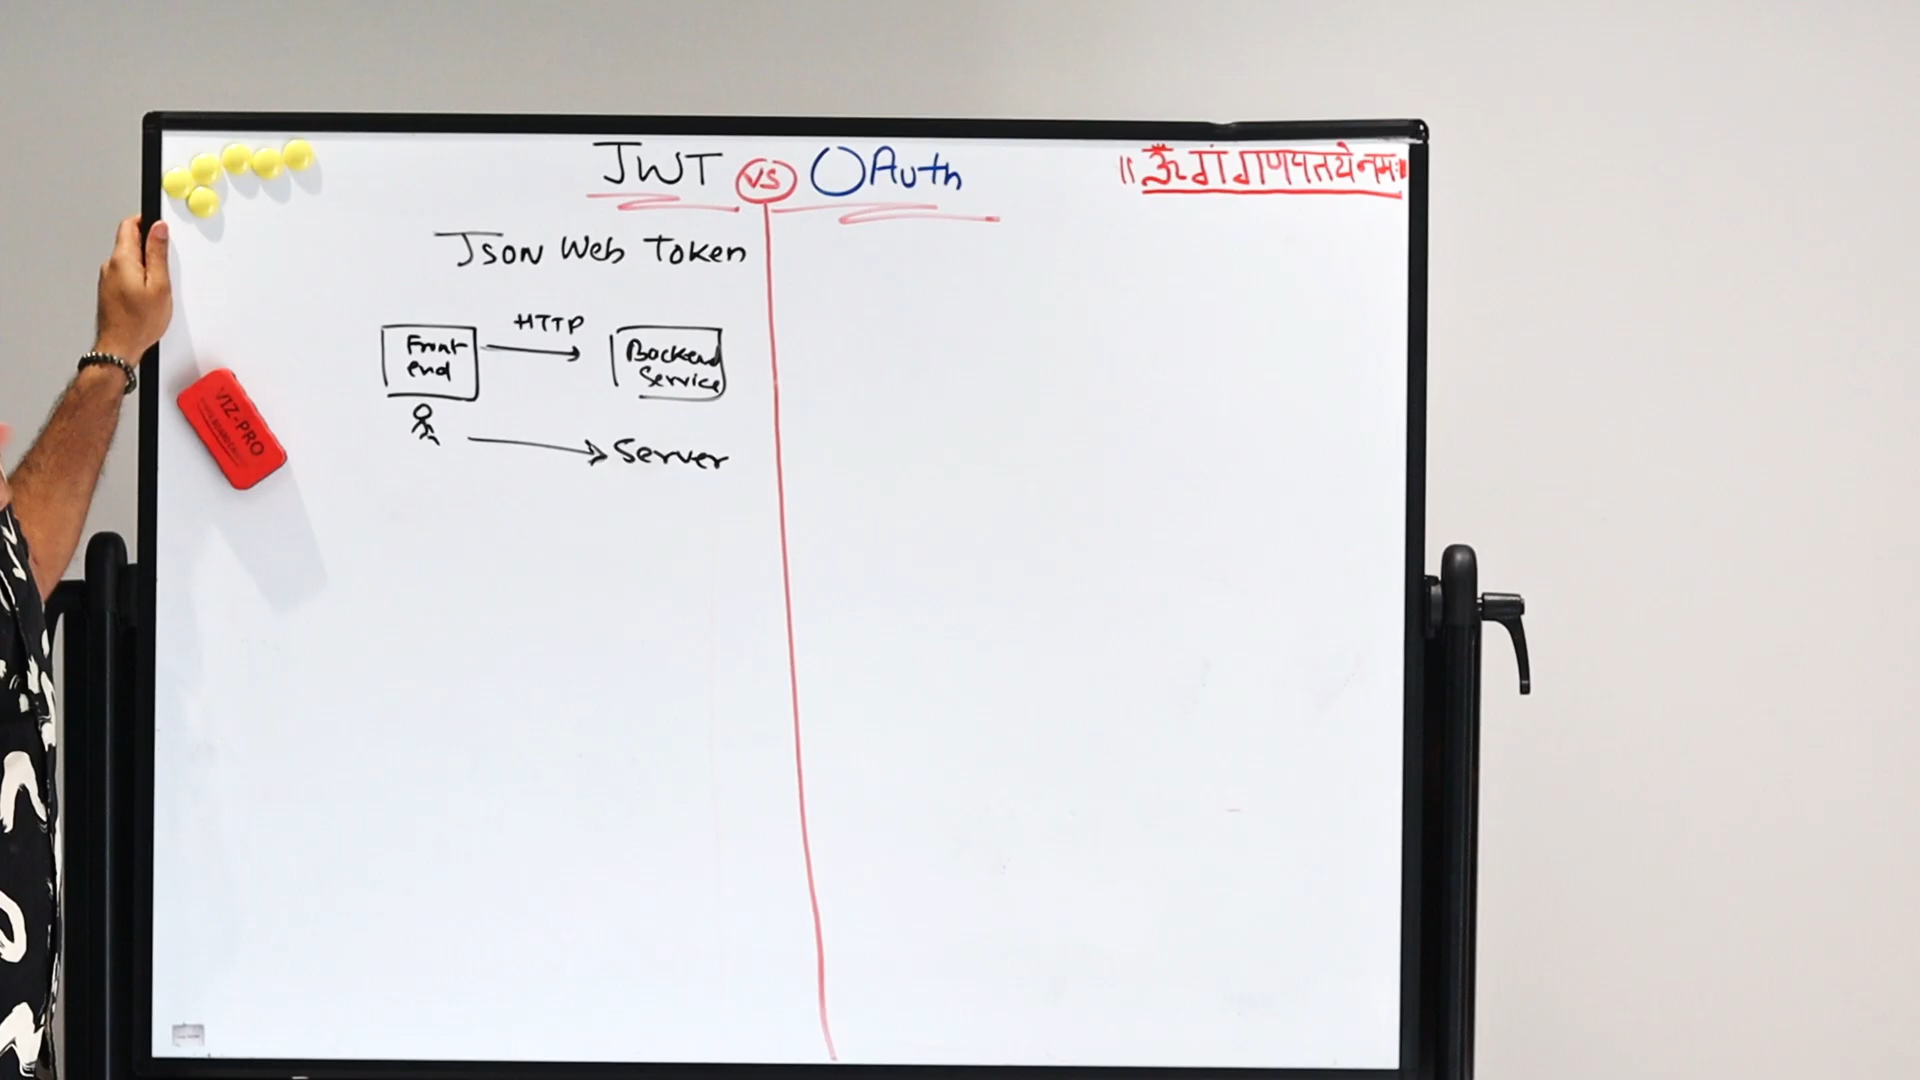 JWT vs OAuth
॥ ॐ गं गणपतये नमः॥
Json Web Token
HTTP
Front
end
Backend
Service
Server
VIZ-PRO